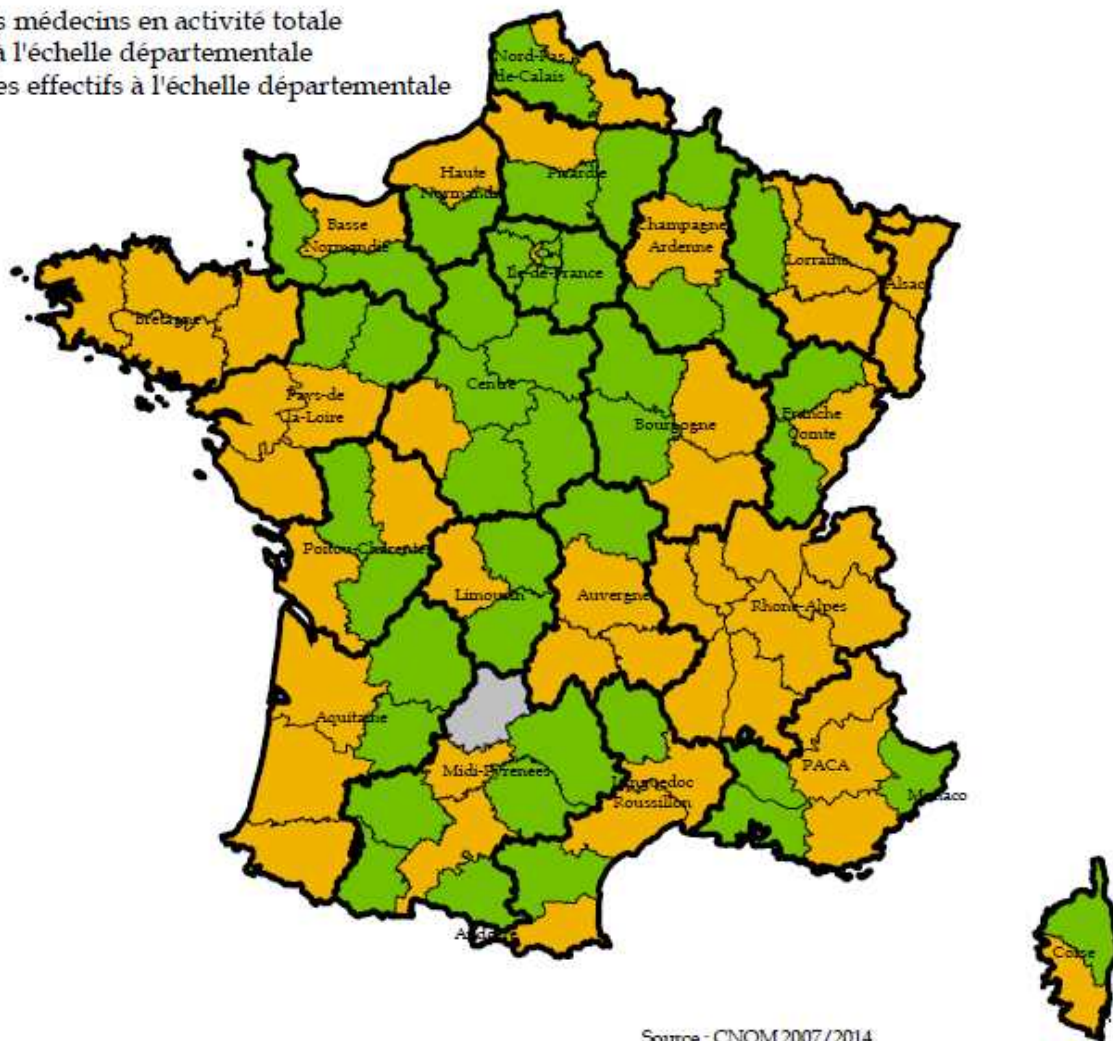 s médecins en activité totale
à l'échelle départementale
es effectifs à l'échelle départementale
Nord-Pas
de-Calais
Haute
Normandie
Picardie
Basse
Normandie
Champagne
Ardenne
Ile-de-France
Lorraine
Alsac
Bretagne
Centre
Pays-de
la-Loire
Bourgogne
Franche
Comte
Poitou-Charentes
Limousin
Auvergne
Rhone-Alpes
Aquitaine
Midi-Pyrenees
PACA
Languedoc
Roussillon
Monaco
Andorre
Corse
Source : CNOM 2007/2014